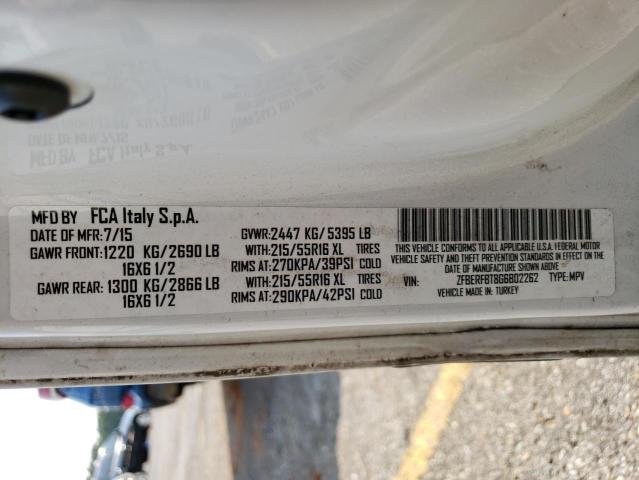 MFD BY FCA Italy S.p.A.
DATE OF MFR:7/15 GVWR:2447 KG/ 5395 LB
GAWR FRONT:1220 KG/2690 LB WITH:215/55R16 XL TIRES
16X6 1/2 RIMS AT:270KPA/39PSI COLD
GAWR REAR: 1300 KG/2866 LB WITH:215/55R16 XL TIRES
16X6 1/2 RIMS AT:290KPA/42PSI COLD
THIS VEHICLE CONFORMS TO ALL APPLICABLE U.S.A. FEDERAL MOTOR
VEHICLE SAFETY AND THEFT PREVENTION STANDARDS IN EFFECT
ON THE DATE OF MANUFACTURE SHOWN ABOVE
VIN: ZFBERFBT8G6B02262 TYPE:MPV
VEHICLE MADE IN: TURKEY